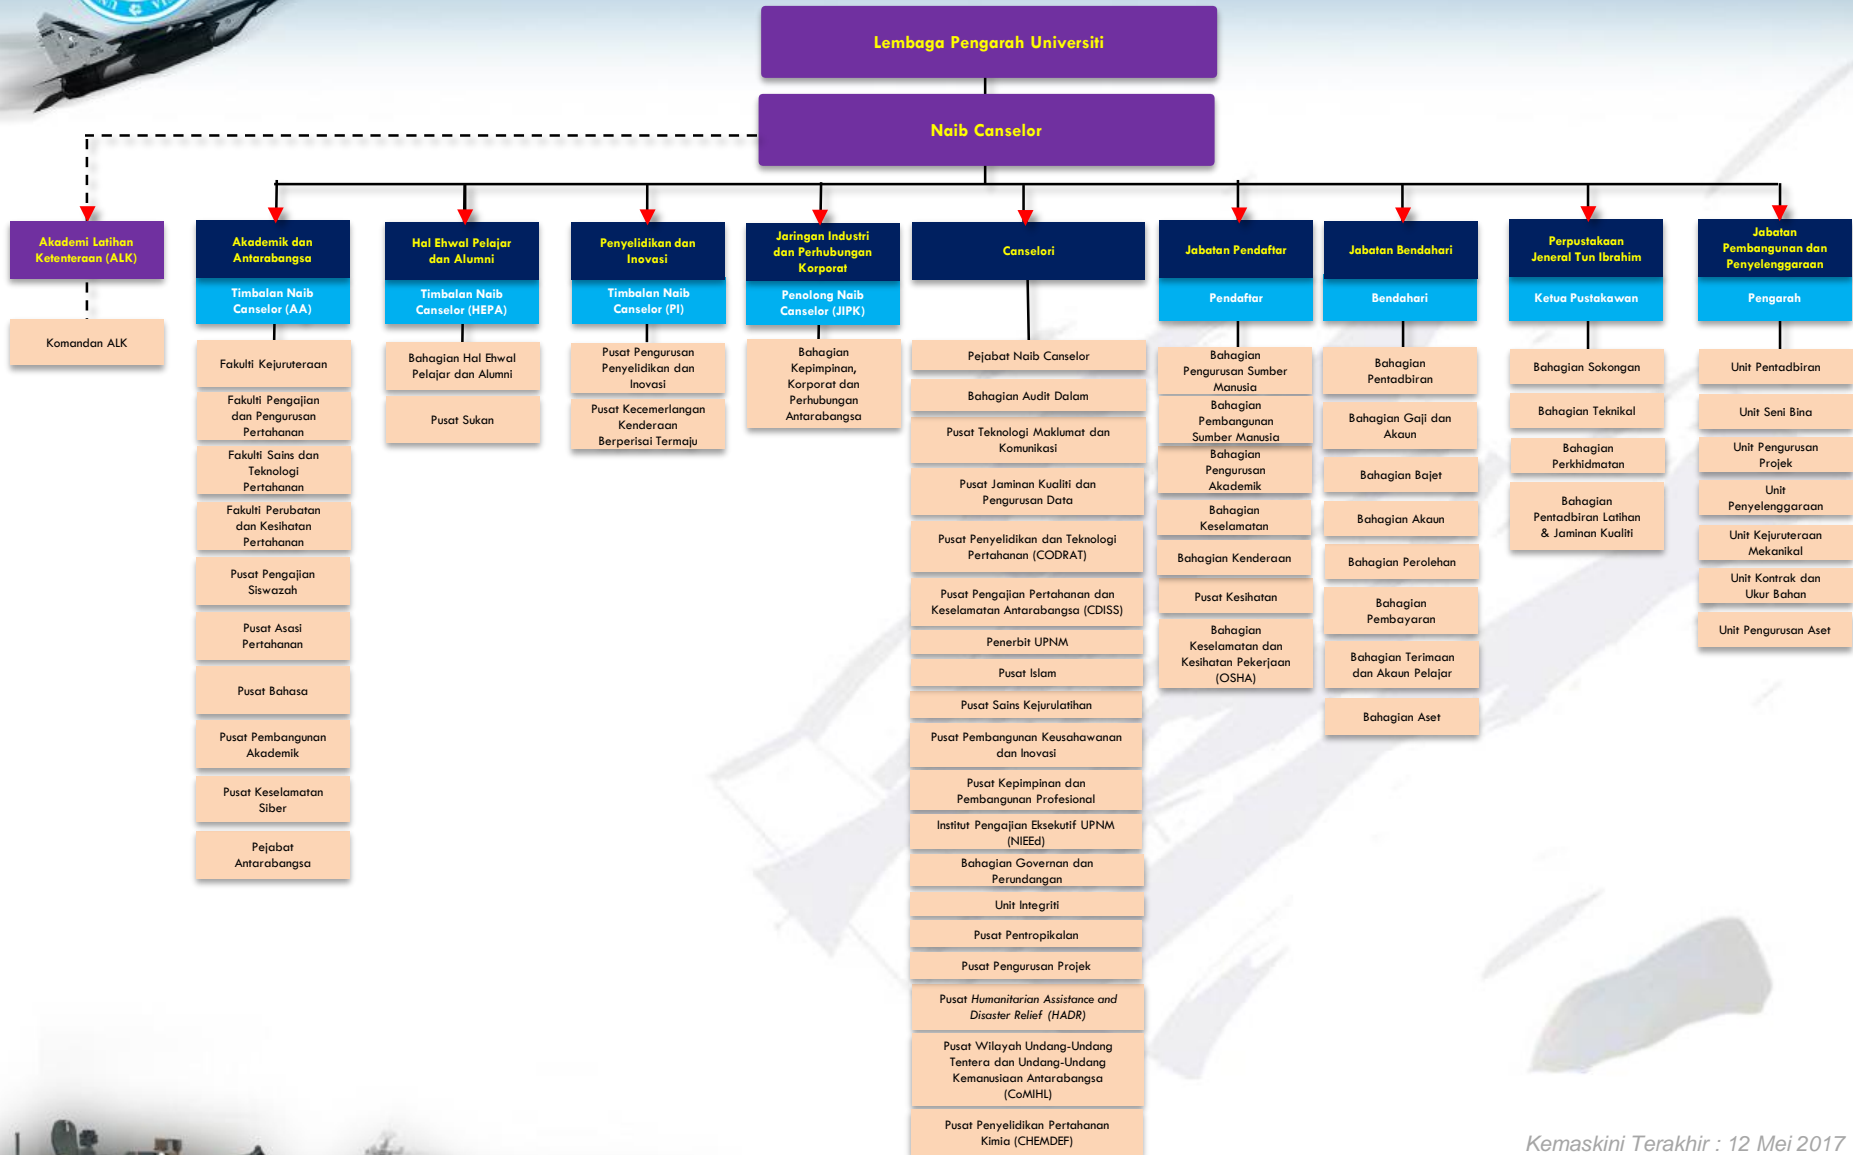 Lembaga Pengarah Universiti
Naib Canselor
Akademi Latihan
Ketenteraan (ALK)
Komandan ALK
Akademik dan
Antarabangsa
Timbalan Naib
Canselor (AA)
Fakulti Kejuruteraan
Fakulti Pengajian
dan Pengurusan
Pertahanan
Fakulti Sains dan
Teknologi
Pertahanan
Fakulti Perubatan
dan Kesihatan
Pertahanan
Pusat Pengajian
Siswazah
Pusat Asasi
Pertahanan
Pusat Bahasa
Pusat Pembangunan
Akademik
Pusat Keselamatan
Siber
Pejabat
Antarabangsa
Hal Ehwal Pelajar
dan Alumni
Timbalan Naib
Canselor (HEPA)
Bahagian Hal Ehwal
Pelajar dan Alumni
Pusat Sukan
Penyelidikan dan
Inovasi
Timbalan Naib
Canselor (PI)
Pusat Pengurusan
Penyelidikan dan
Inovasi
Pusat Kecemerlangan
Kenderaan
Berperisai Termaju
Jaringan Industri
dan Perhubungan
Korporat
Penolong Naib
Canselor (JIPK)
Bahagian
Kepimpinan,
Korporat dan
Perhubungan
Antarabangsa
Canselori
Pejabat Naib Canselor
Bahagian Audit Dalam
Pusat Teknologi Maklumat dan
Komunikasi
Pusat Jaminan Kualiti dan
Pengurusan Data
Pusat Penyelidikan dan Teknologi
Pertahanan (CODRAT)
Pusat Pengajian Pertahanan dan
Keselamatan Antarabangsa (CDISS)
Penerbit UPNM
Pusat Islam
Pusat Sains Kejurulatihan
Pusat Pembangunan Keusahawanan
dan Inovasi
Pusat Kepimpinan dan
Pembangunan Profesional
Institut Pengajian Eksekutif UPNM
(NIEEd)
Bahagian Governan dan
Perundangan
Unit Integriti
Pusat Pentropikalan
Pusat Pengurusan Projek
Pusat Humanitarian Assistance and
Disaster Relief (HADR)
Pusat Wilayah Undang-Undang
Tentera dan Undang-Undang
Kemanusiaan Antarabangsa
(CoMIHL)
Pusat Penyelidikan Pertahanan
Kimia (CHEMDEF)
Jabatan Pendaftar
Pendaftar
Bahagian
Pengurusan Sumber
Manusia
Bahagian
Pembangunan
Sumber Manusia
Bahagian
Pengurusan
Akademik
Bahagian
Keselamatan
Bahagian Kenderaan
Pusat Kesihatan
Bahagian
Keselamatan dan
Kesihatan Pekerjaan
(OSHA)
Jabatan Bendahari
Bendahari
Bahagian
Pentadbiran
Bahagian Gaji dan
Akaun
Bahagian Bajet
Bahagian Akaun
Bahagian Perolehan
Bahagian
Pembayaran
Bahagian Terimaan
dan Akaun Pelajar
Bahagian Aset
Perpustakaan
Jeneral Tun Ibrahim
Ketua Pustakawan
Bahagian Sokongan
Bahagian Teknikal
Bahagian
Perkhidmatan
Bahagian
Pentadbiran Latihan
& Jaminan Kualiti
Jabatan
Pembangunan dan
Penyelenggaraan
Pengarah
Unit Pentadbiran
Unit Seni Bina
Unit Pengurusan
Projek
Unit
Penyelenggaraan
Unit Kejuruteraan
Mekanikal
Unit Kontrak dan
Ukur Bahan
Unit Pengurusan Aset
Kemaskini Terakhir : 12 Mei 2017